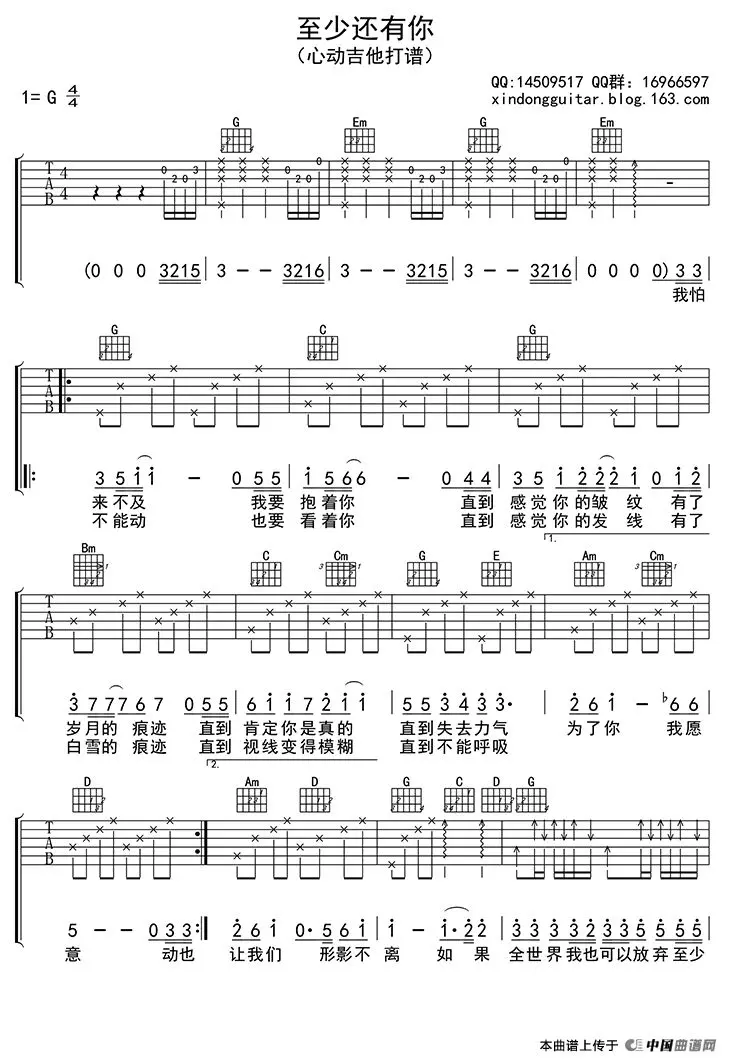 至少还有你
（心动吉他打谱）
QQ:14509517 QQ群：16966597
1= G 4/4
xindongguitar.blog.163.com
G Em G Em
(0 0 0 3215 | 3 — — 3216 | 3 — — 3215 | 3 — — 3216 | 0 0 0 0) 3 3
我怕
G C G
3 5 1 1 — 0 5 5 | 1 5 6 6 — 0 4 4 | 3 5 1 2 2 2 1 0 1 2
来不及 我要 抱着你 直到 感觉你的皱纹 有了
不能动 也要 看着你 直到 感觉你的发线 有了
Bm C Cm G E 1. Am Cm
3 7 7 7 6 7 0 5 5 | 6 1 1 7 2 1 1 | 5 5 3 4 3 3· | 2 6 1 — ♭6 6
岁月的 痕迹 直到 肯定你是真的 直到失去力气 为了你 我愿
白雪的 痕迹 直到 视线变得模糊 直到不能呼吸
2.
D Am D G C D G
5 — — 0 3 3 | 2 6 1 0· 5 6 1 | 1 — 1· 2 2 | 3 3 3 3 3 5 5 5 6 5
意 动也 让我们 形影不 离 如 果 全世界我也可以放弃至少
本曲谱上传于 中国曲谱网